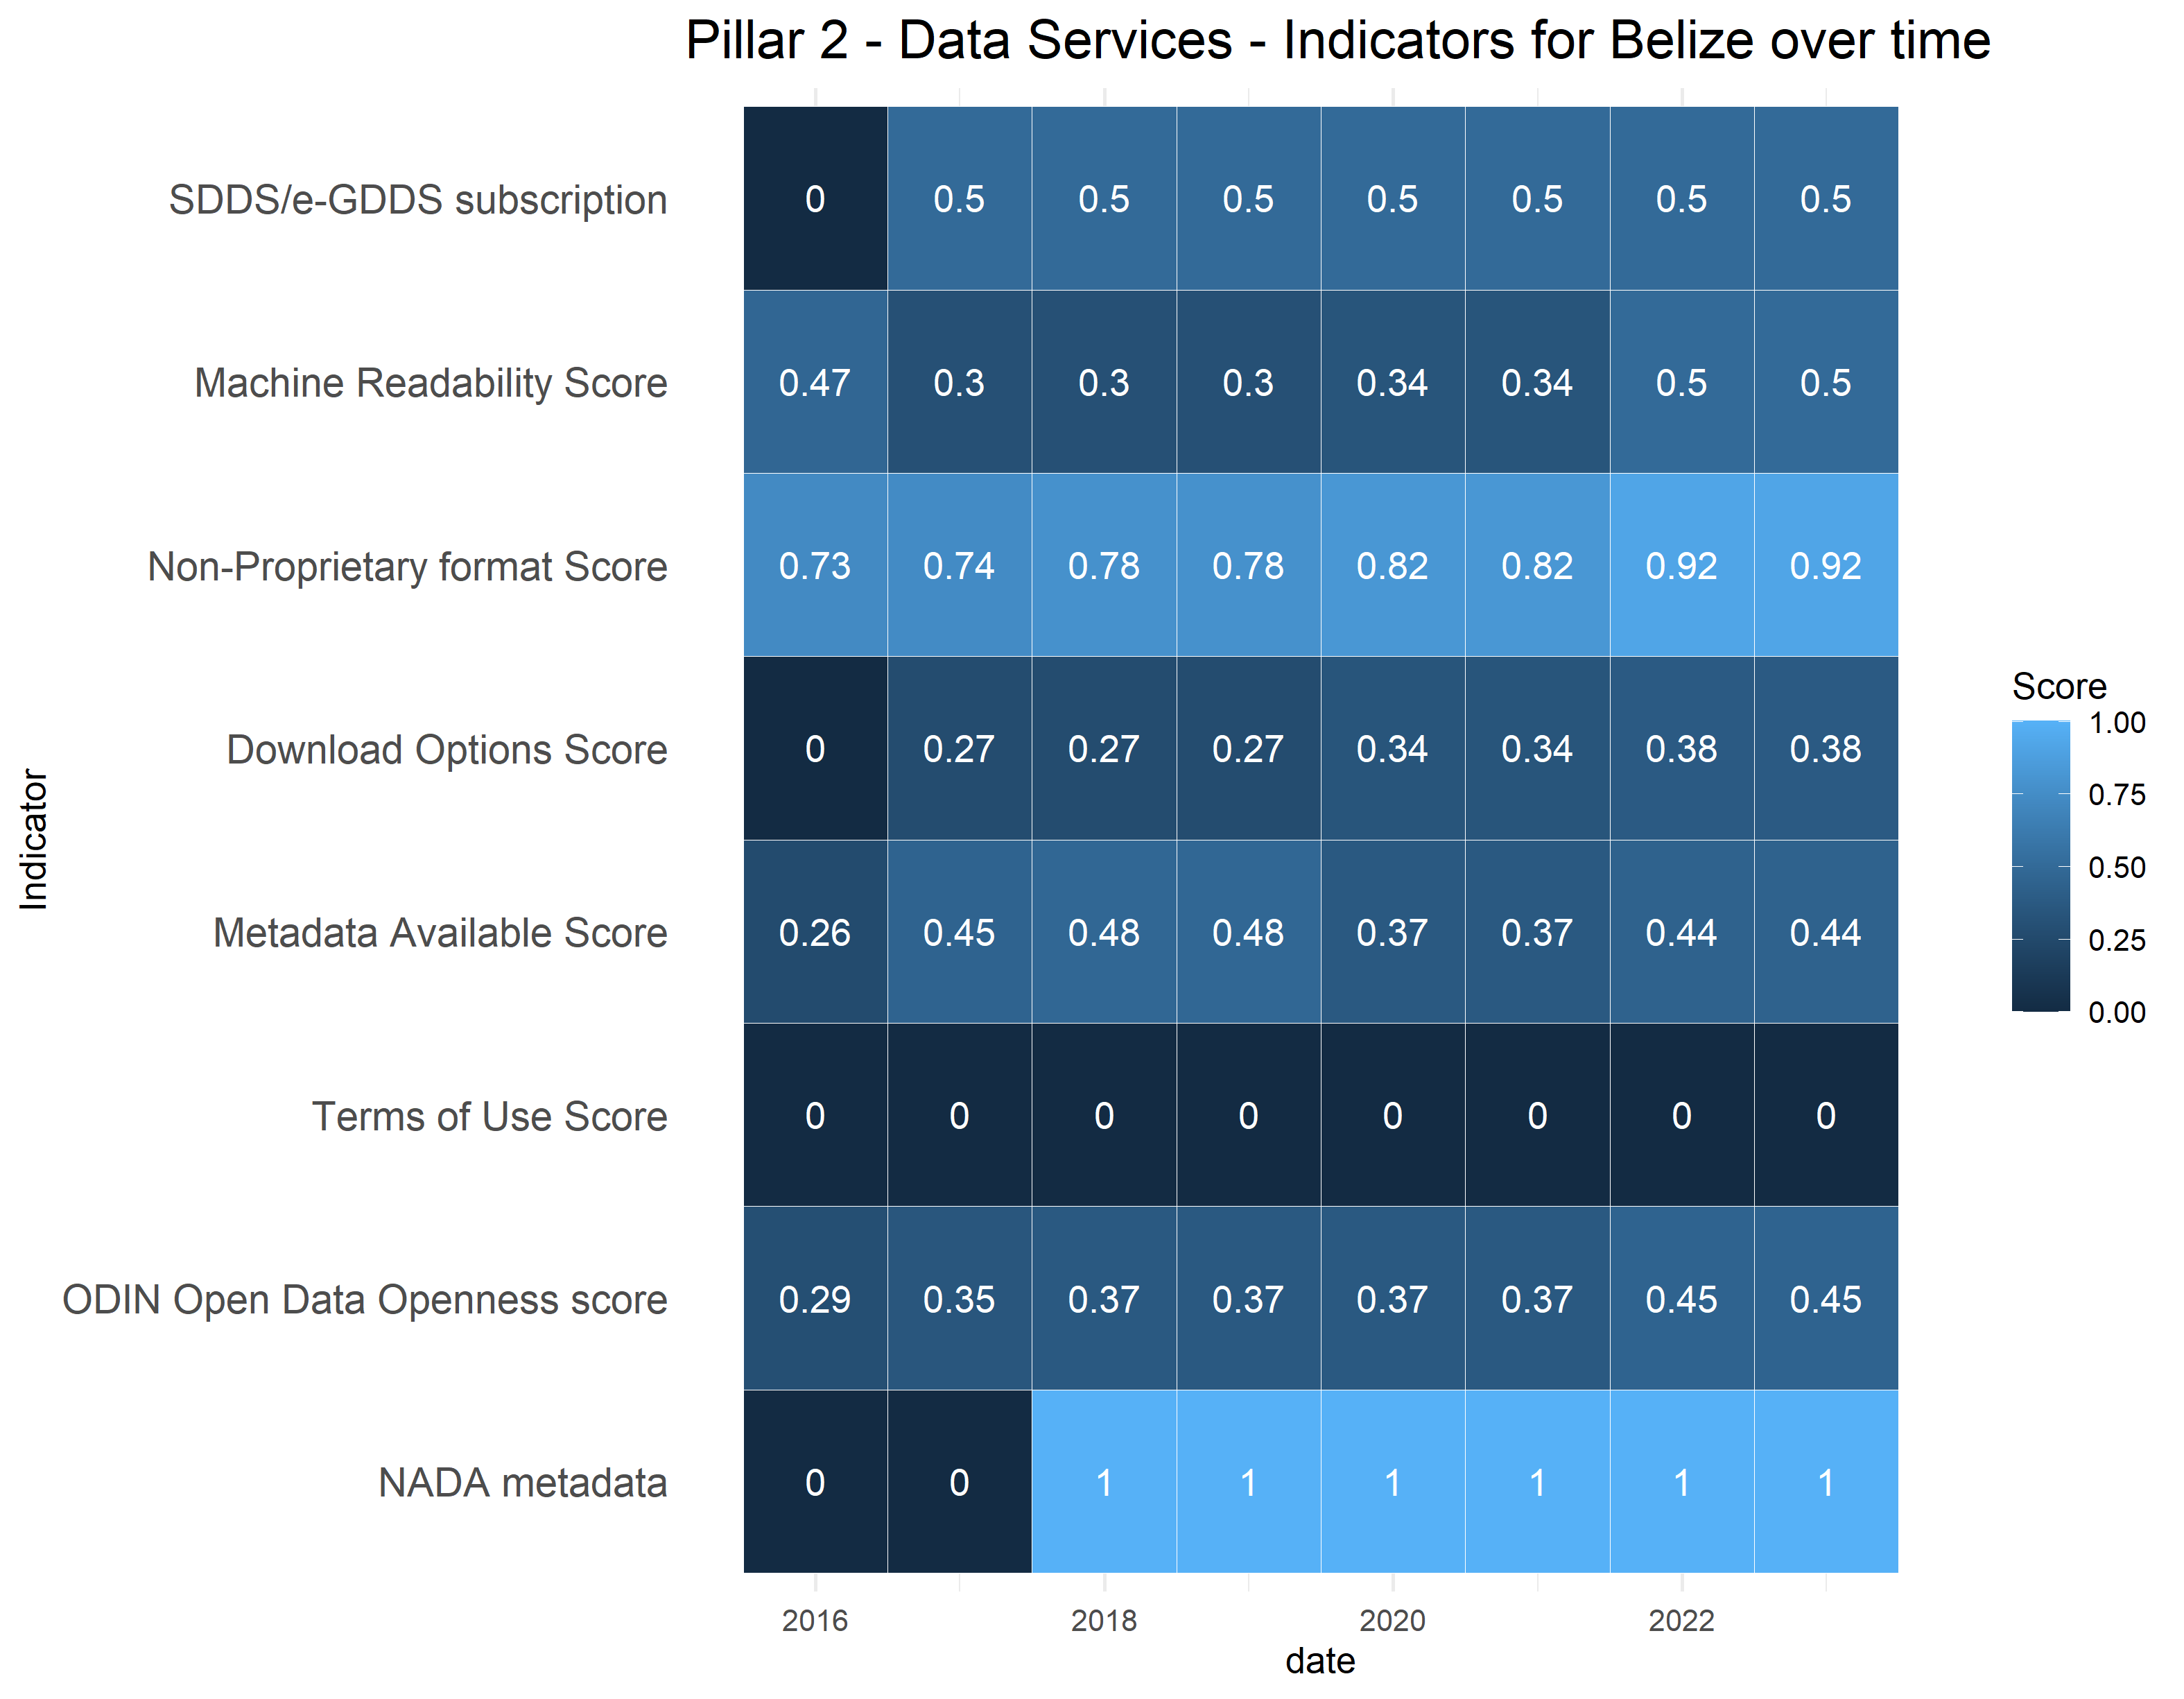 Pillar 2 - Data Services - Indicators for Belize over time
SDDS/e-GDDS subscription 0 0.5 0.5 0.5 0.5 0.5 0.5 0.5
Machine Readability Score 0.47 0.3 0.3 0.3 0.34 0.34 0.5 0.5
Non-Proprietary format Score 0.73 0.74 0.78 0.78 0.82 0.82 0.92 0.92
Download Options Score 0 0.27 0.27 0.27 0.34 0.34 0.38 0.38
Metadata Available Score 0.26 0.45 0.48 0.48 0.37 0.37 0.44 0.44
Terms of Use Score 0 0 0 0 0 0 0 0
ODIN Open Data Openness score 0.29 0.35 0.37 0.37 0.37 0.37 0.45 0.45
NADA metadata 0 0 1 1 1 1 1 1
2016 2018 2020 2022
date
Indicator
Score
1.00
0.75
0.50
0.25
0.00